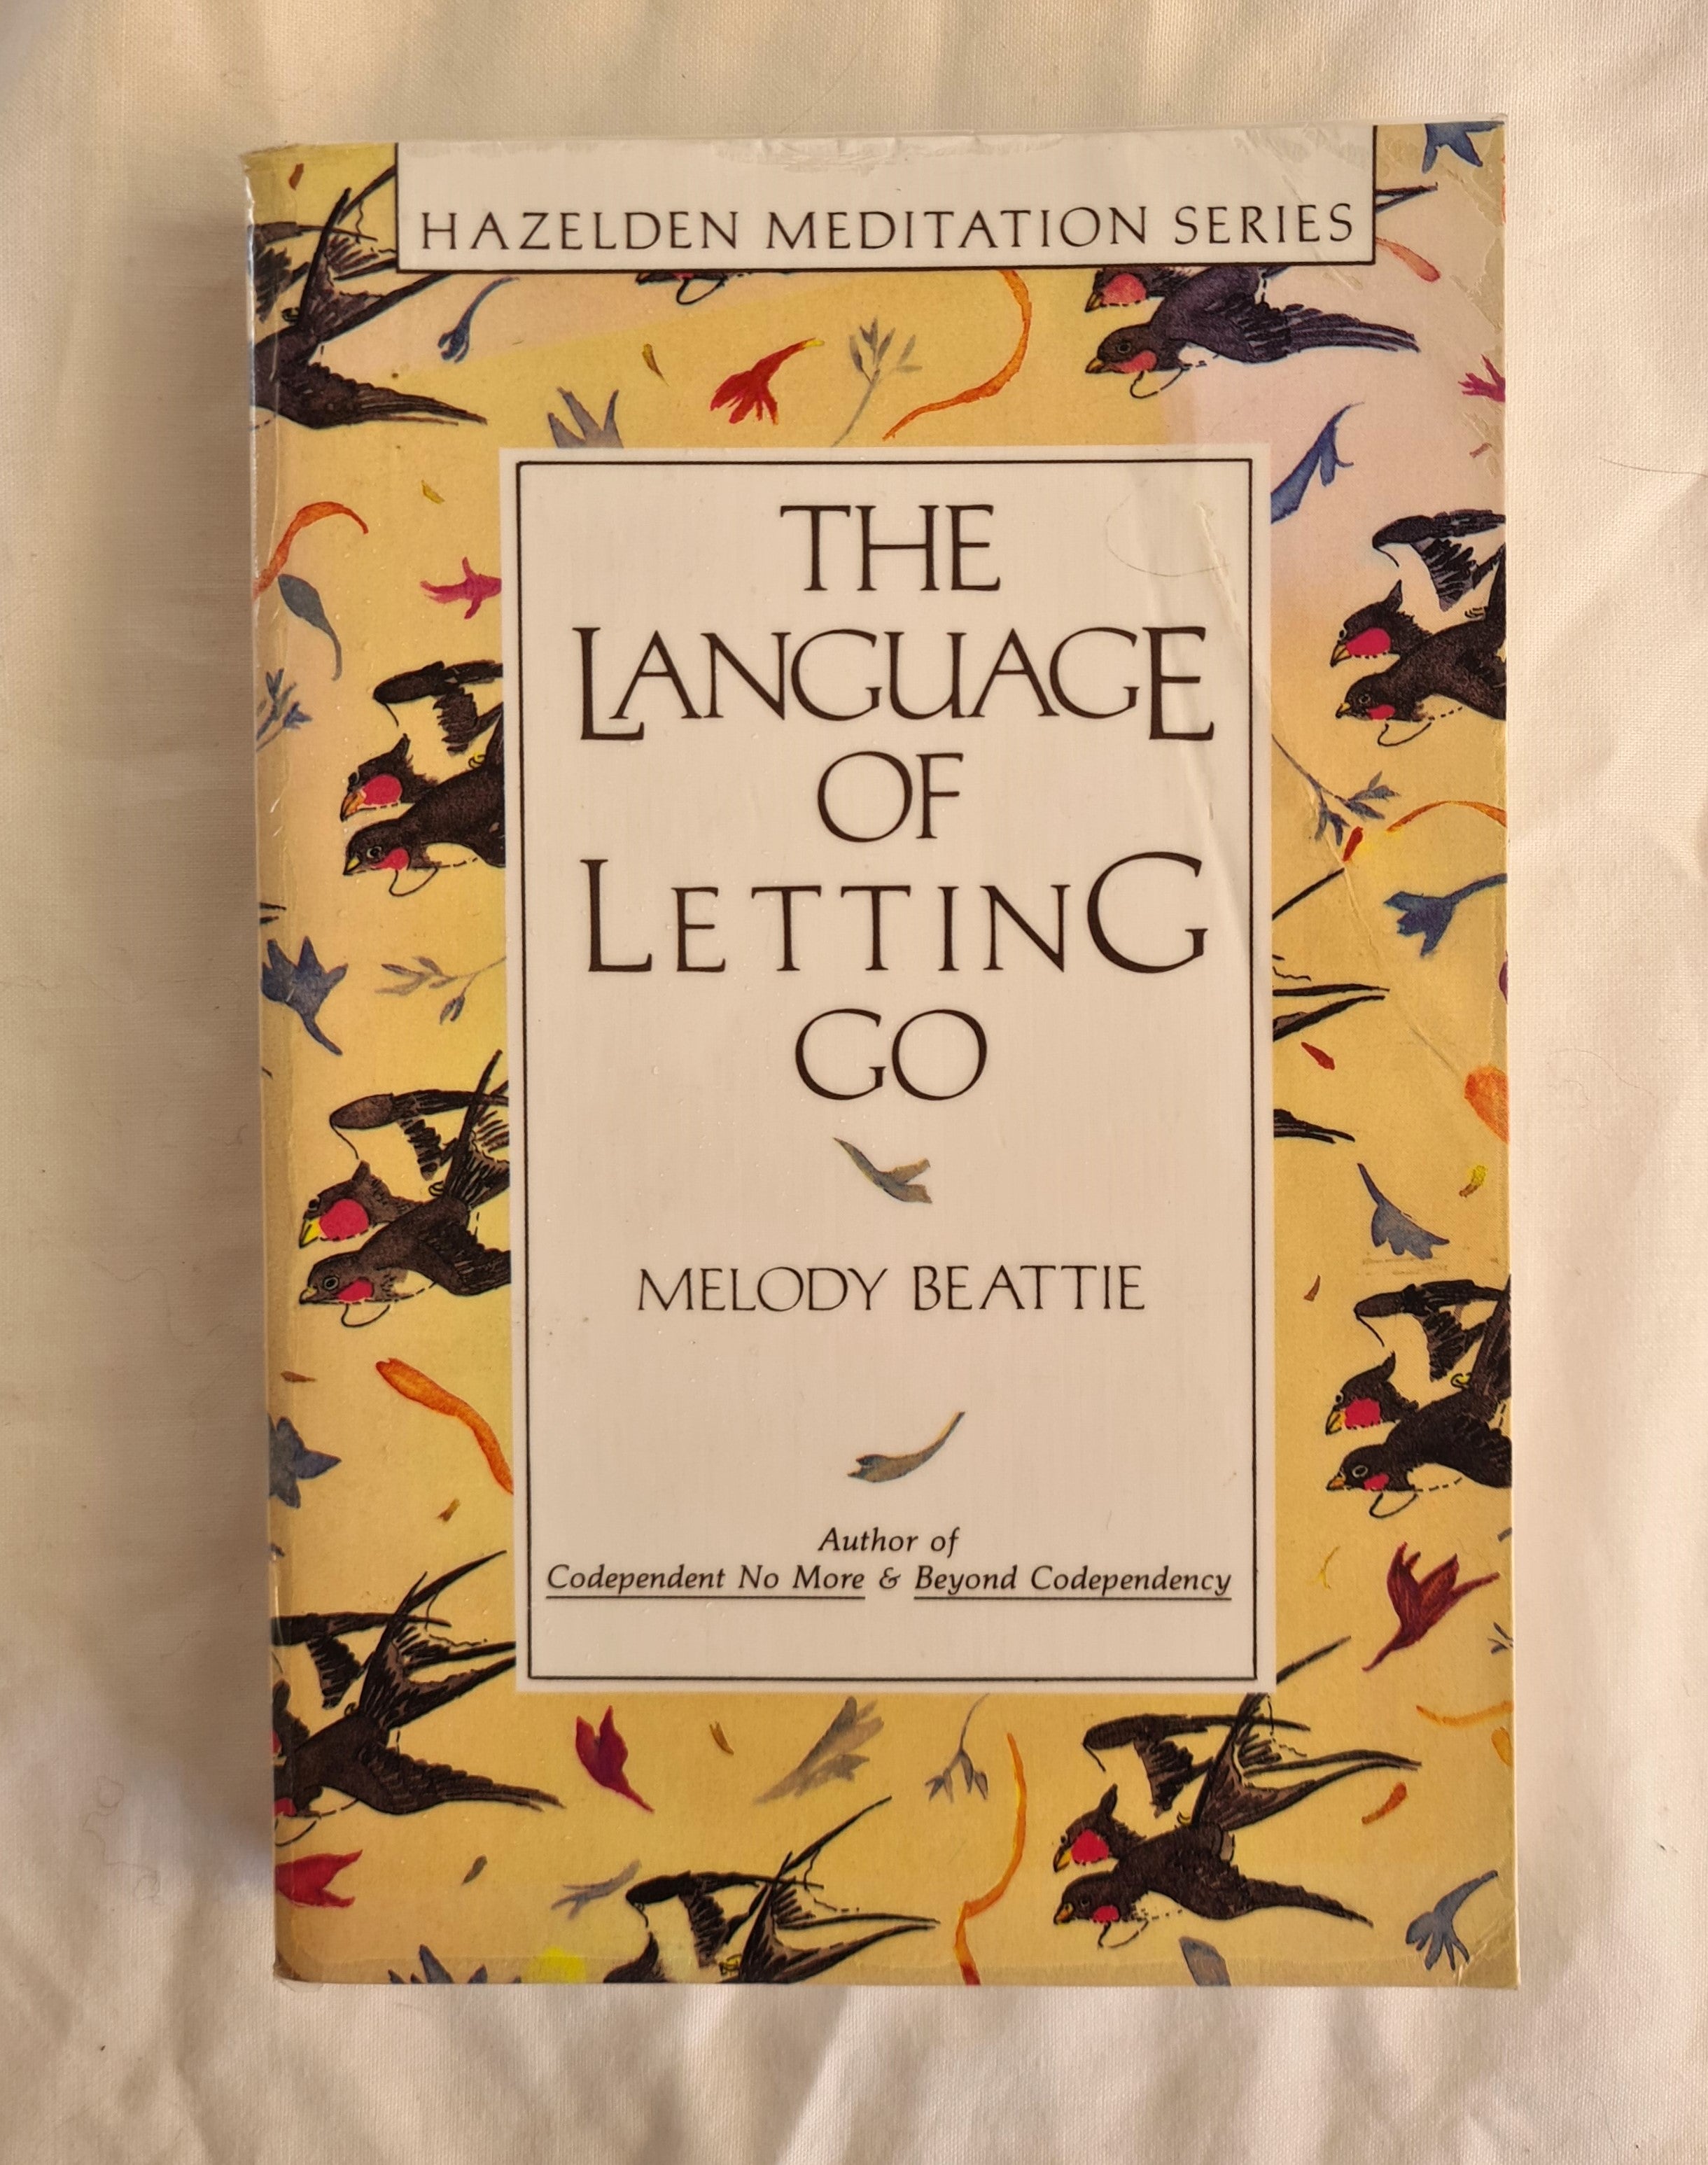 HAZELDEN MEDITATION SERIES
THE
LANGUAGE
OF
LETTING
GO
MELODY BEATTIE
Author of
Codependent No More & Beyond Codependency